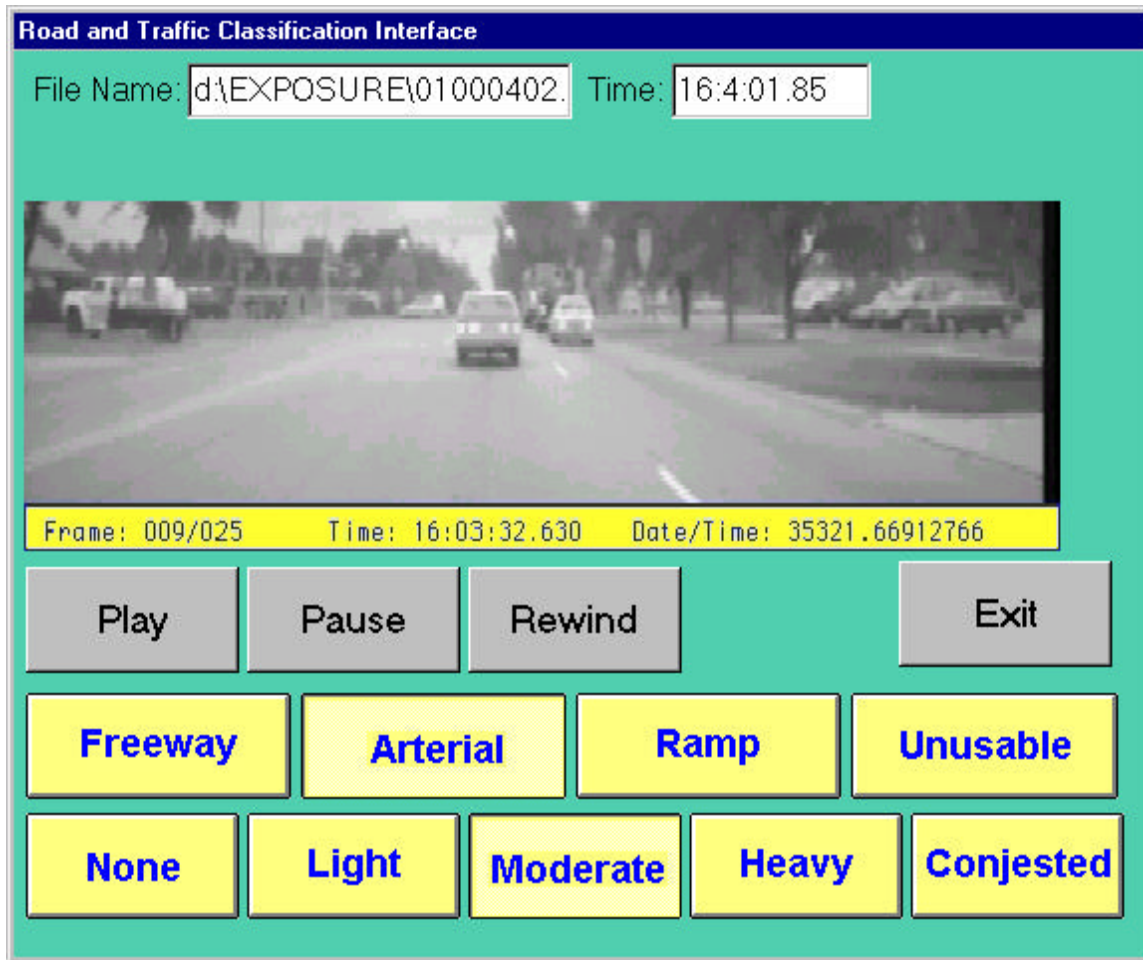 Road and Traffic Classification Interface
File Name: d:\EXPOSURE\01000402. Time: 16:4:01.85
Frame: 009/025 Time: 16:03:32.630 Date/Time: 35321.66912766
Play Pause Rewind Exit
Freeway Arterial Ramp Unusable
None Light Moderate Heavy Conjested